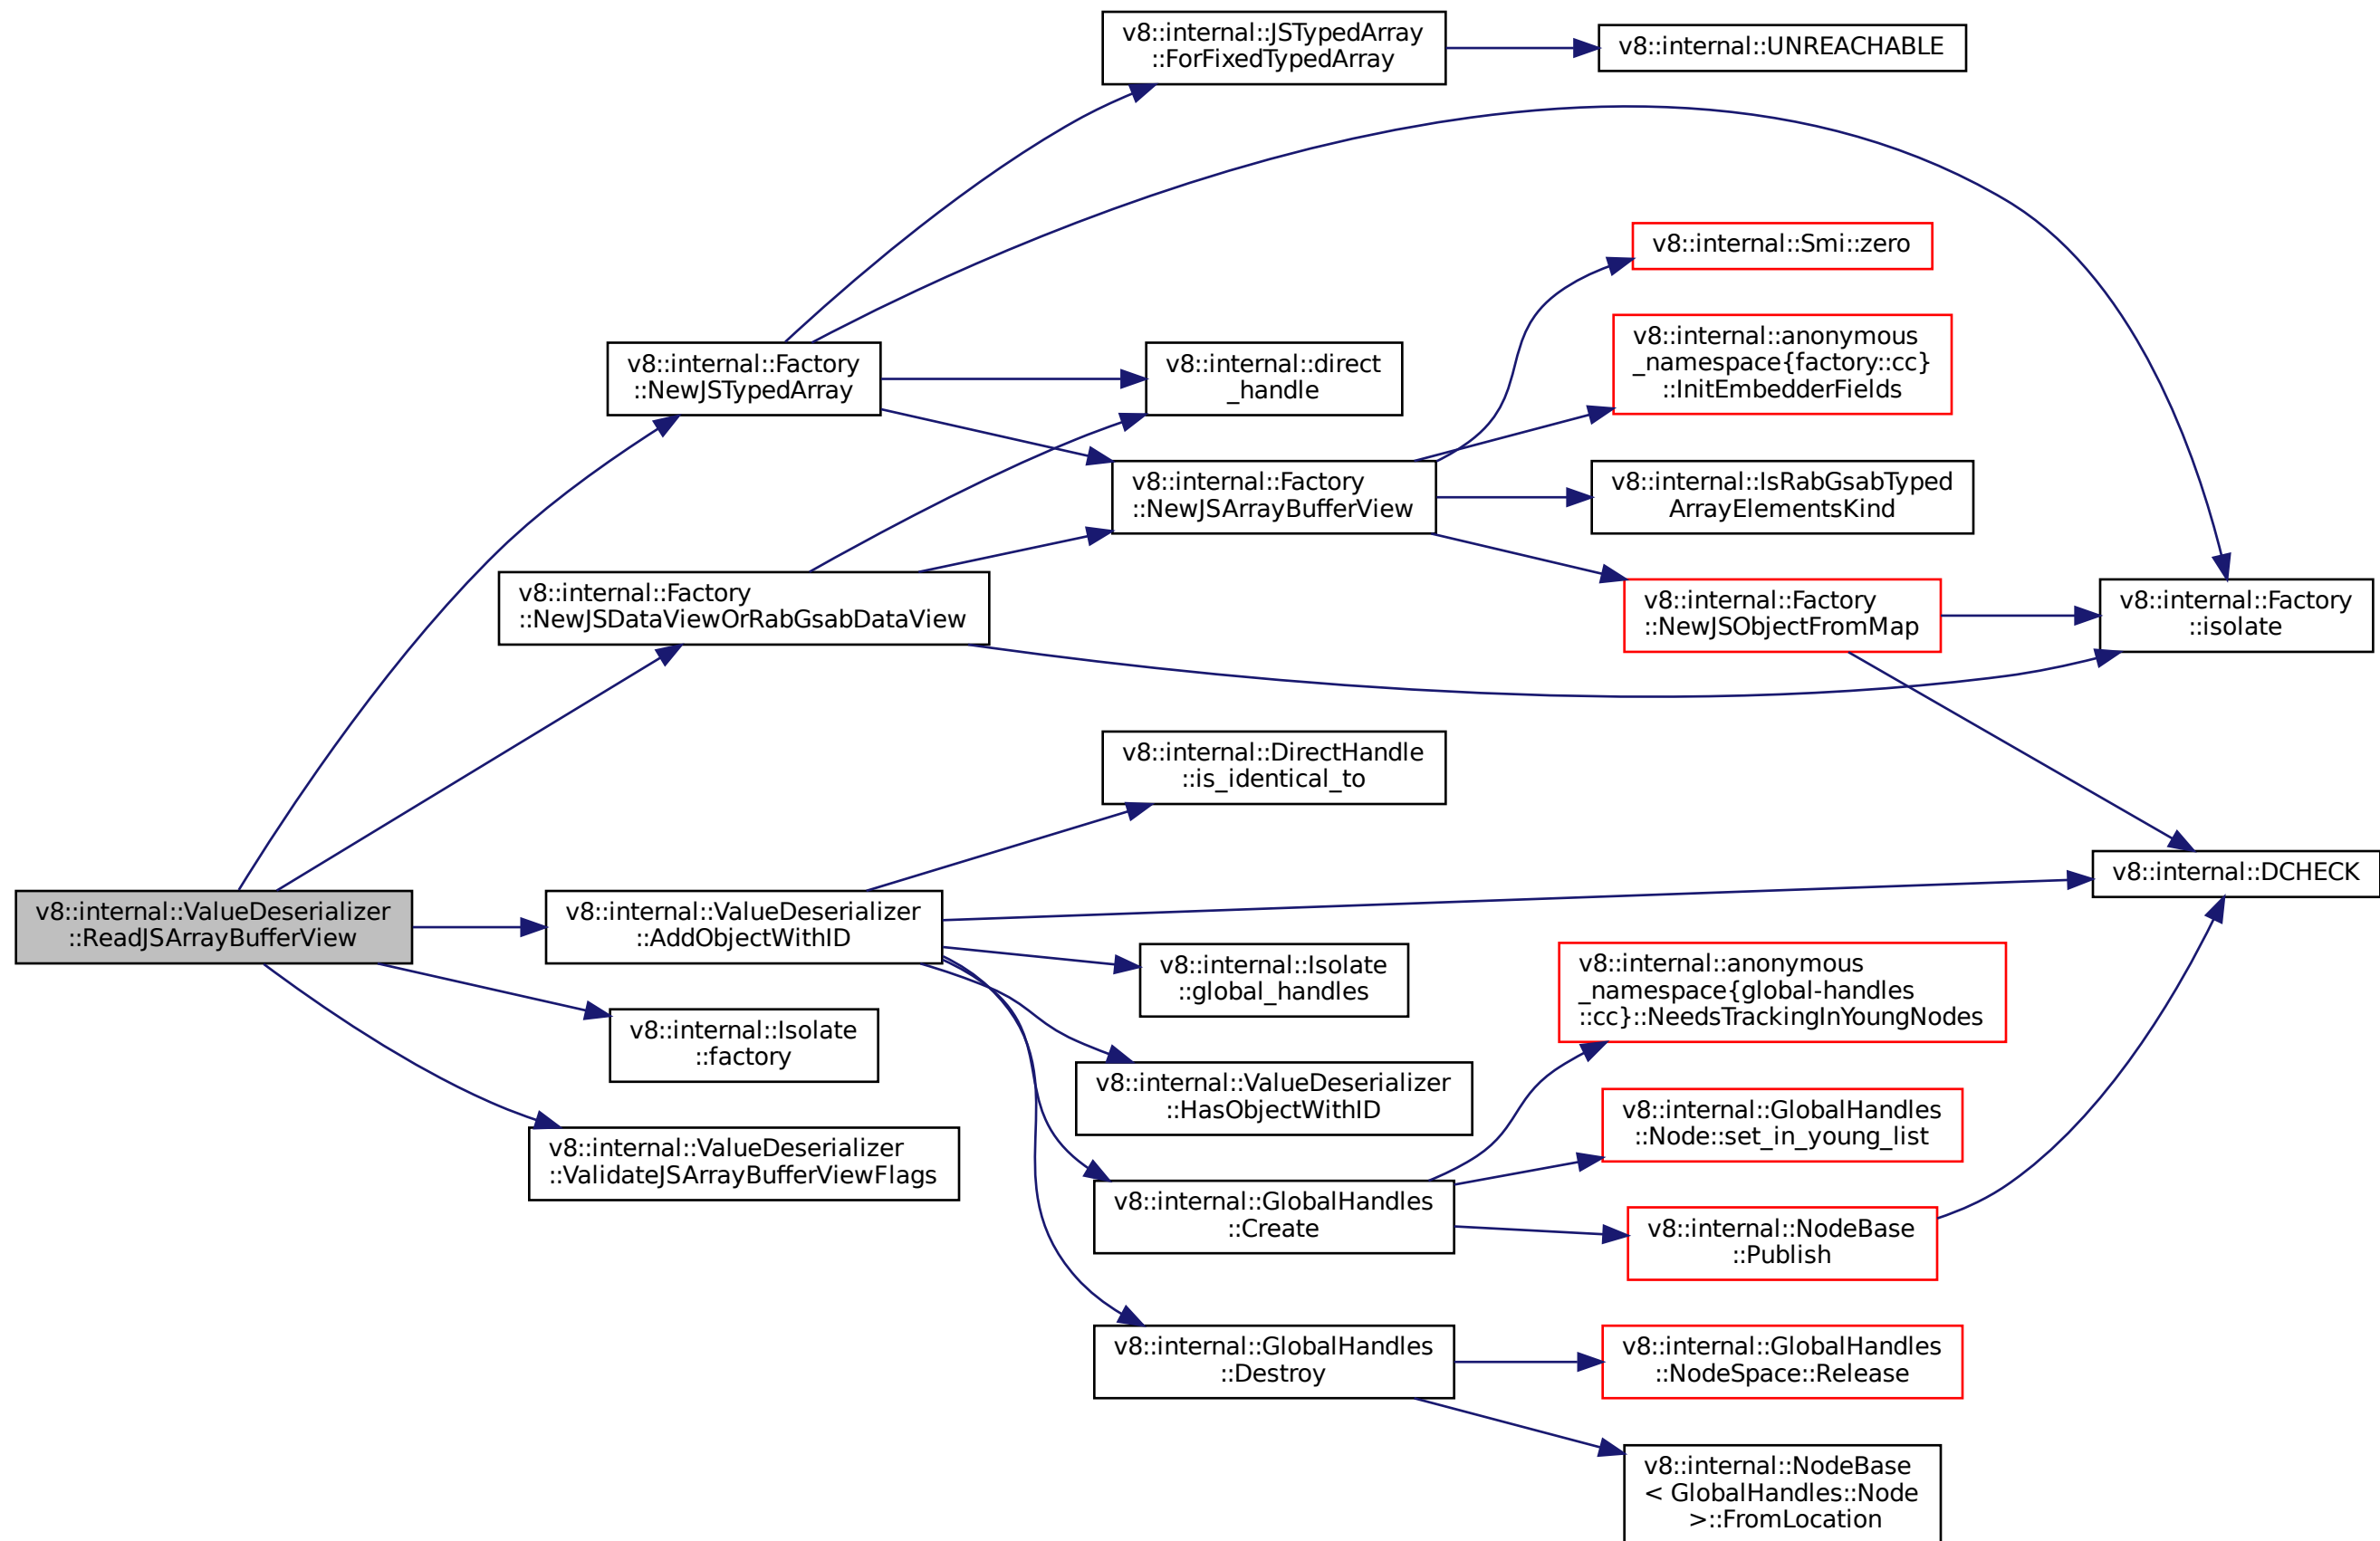 v8::internal::JSTypedArray
::ForFixedTypedArray
v8::internal::UNREACHABLE
v8::internal::Smi::zero
v8::internal::anonymous
_namespace{factory::cc}
::InitEmbedderFields
v8::internal::Factory
::NewJSTypedArray
v8::internal::direct
_handle
v8::internal::Factory
::NewJSArrayBufferView
v8::internal::IsRabGsabTyped
ArrayElementsKind
v8::internal::Factory
::NewJSDataViewOrRabGsabDataView
v8::internal::Factory
::NewJSObjectFromMap
v8::internal::Factory
::isolate
v8::internal::DirectHandle
::is_identical_to
v8::internal::DCHECK
v8::internal::ValueDeserializer
::ReadJSArrayBufferView
v8::internal::ValueDeserializer
::AddObjectWithID
v8::internal::Isolate
::global_handles
v8::internal::anonymous
_namespace{global-handles
::cc}::NeedsTrackingInYoungNodes
v8::internal::Isolate
::factory
v8::internal::ValueDeserializer
::HasObjectWithID
v8::internal::GlobalHandles
::Node::set_in_young_list
v8::internal::ValueDeserializer
::ValidateJSArrayBufferViewFlags
v8::internal::GlobalHandles
::Create
v8::internal::NodeBase
::Publish
v8::internal::GlobalHandles
::Destroy
v8::internal::GlobalHandles
::NodeSpace::Release
v8::internal::NodeBase
< GlobalHandles::Node
>::FromLocation